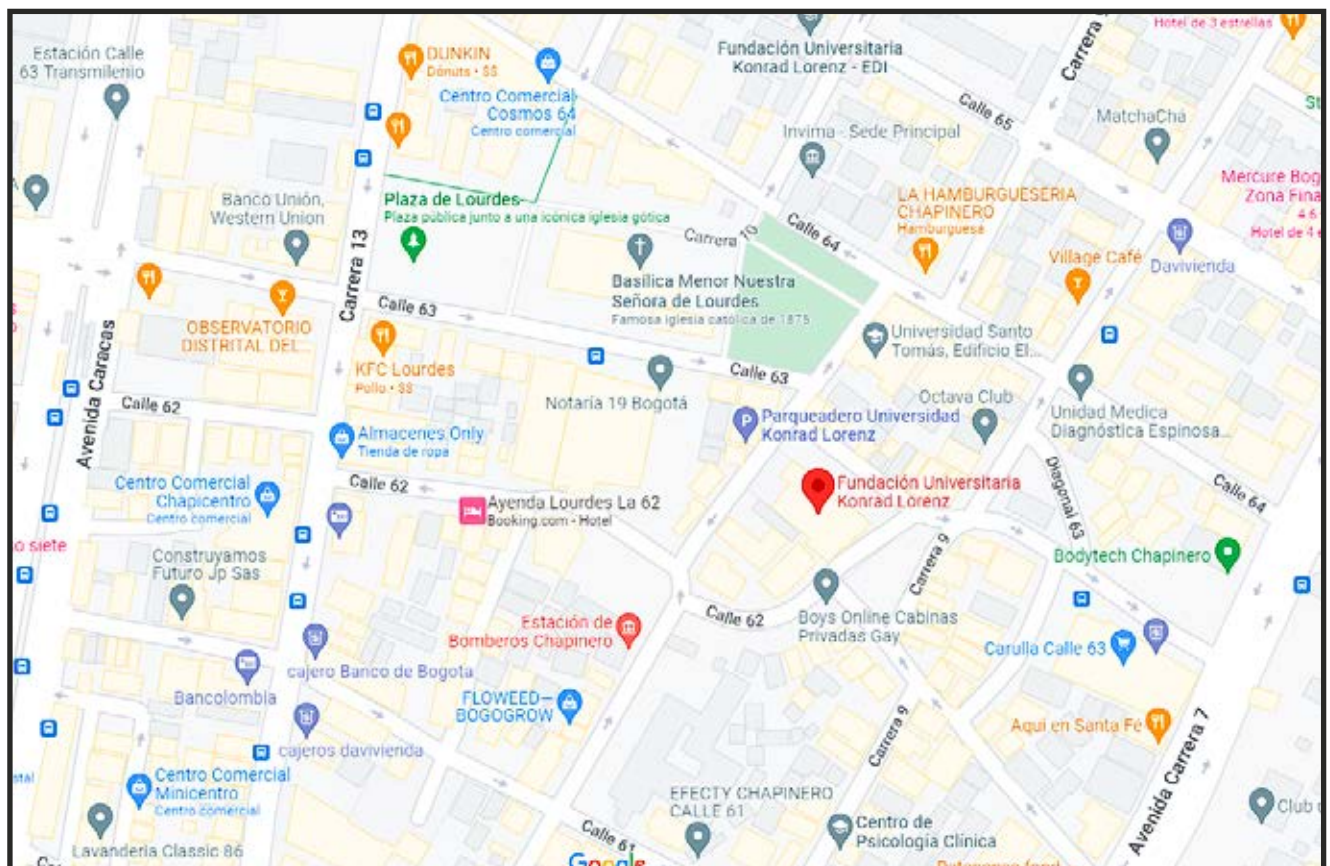 Hotel de 3 estrellas
Estación Calle
63 Transmilenio
DUNKIN
Dónuts • $$
Fundación Universitaria
Konrad Lorenz - EDI
Carrera
Centro Comercial
Cosmos 64
Centro comercial
Calle 65
MatchaChá
Invima - Sede Principal
Banco Unión,
Western Union
Plaza de Lourdes
Plaza pública junto a una icónica iglesia gótica
LA HAMBURGUESERIA
CHAPINERO
Hamburguesa
Mercure Bog
Zona Fina
Hotel de 4 e
Carrera 13
Carrera 10
Calle 64
Village Café
Davivienda
Basílica Menor Nuestra
Señora de Lourdes
Famosa iglesia católica de 1875
Calle 63
OBSERVATORIO
DISTRITAL DEL...
KFC Lourdes
Pollo • $$
Universidad Santo
Tomás, Edificio El...
Avenida Caracas
Calle 63
Calle 62
Notaría 19 Bogotá
Octava Club
Parqueadero Universidad
Konrad Lorenz
Unidad Medica
Diagnóstica Espinosa...
Almacenes Only
Tienda de ropa
Centro Comercial
Chapicentro
Centro comercial
Calle 62
Ayenda Lourdes La 62
Booking.com - Hotel
Fundación Universitaria
Konrad Lorenz
Diagonal 63
Calle 64
o siete
Construyamos
Futuro Jp Sas
Carrera 9
Bodytech Chapinero
Estación de
Bomberos Chapinero
Calle 62
Boys Online Cabinas
Privadas Gay
Carulla Calle 63
cajero Banco de Bogota
Bancolombia
FLOWEED—
BOGOGROW
Carrera 9
Aqui en Santa Fé
Avenida Carrera 7
cajeros davivienda
Centro Comercial
Minicentro
Centro comercial
EFECTY CHAPINERO
CALLE 61
Club
Lavanderia Classic 86
Calle 61
Centro de
Psicología Clínica
Google